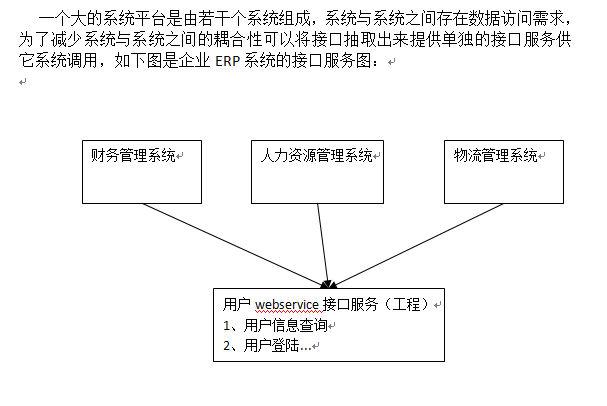 一个大的系统平台是由若干个系统组成，系统与系统之间存在数据访问需求，
为了减少系统与系统之间的耦合性可以将接口抽取出来提供单独的接口服务供
它系统调用，如下图是企业 ERP 系统的接口服务图：
财务管理系统
人力资源管理系统
物流管理系统
用户 webservice 接口服务（工程）
1、用户信息查询
2、用户登陆…